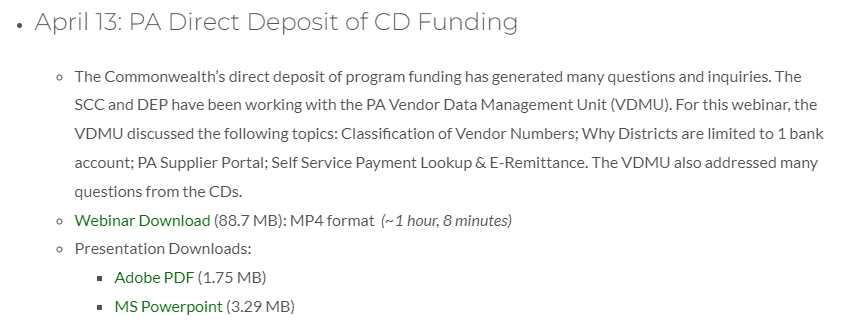 April 13: PA Direct Deposit of CD Funding
The Commonwealth's direct deposit of program funding has generated many questions and inquiries. The
SCC and DEP have been working with the PA Vendor Data Management Unit (VDMU). For this webinar, the
VDMU discussed the following topics: Classification of Vendor Numbers; Why Districts are limited to 1 bank
account; PA Supplier Portal; Self Service Payment Lookup & E-Remittance. The VDMU also addressed many
questions from the CDs.
Webinar Download (88.7 MB): MP4 format (~1 hour, 8 minutes)
Presentation Downloads:
Adobe PDF (1.75 MB)
MS Powerpoint (3.29 MB)